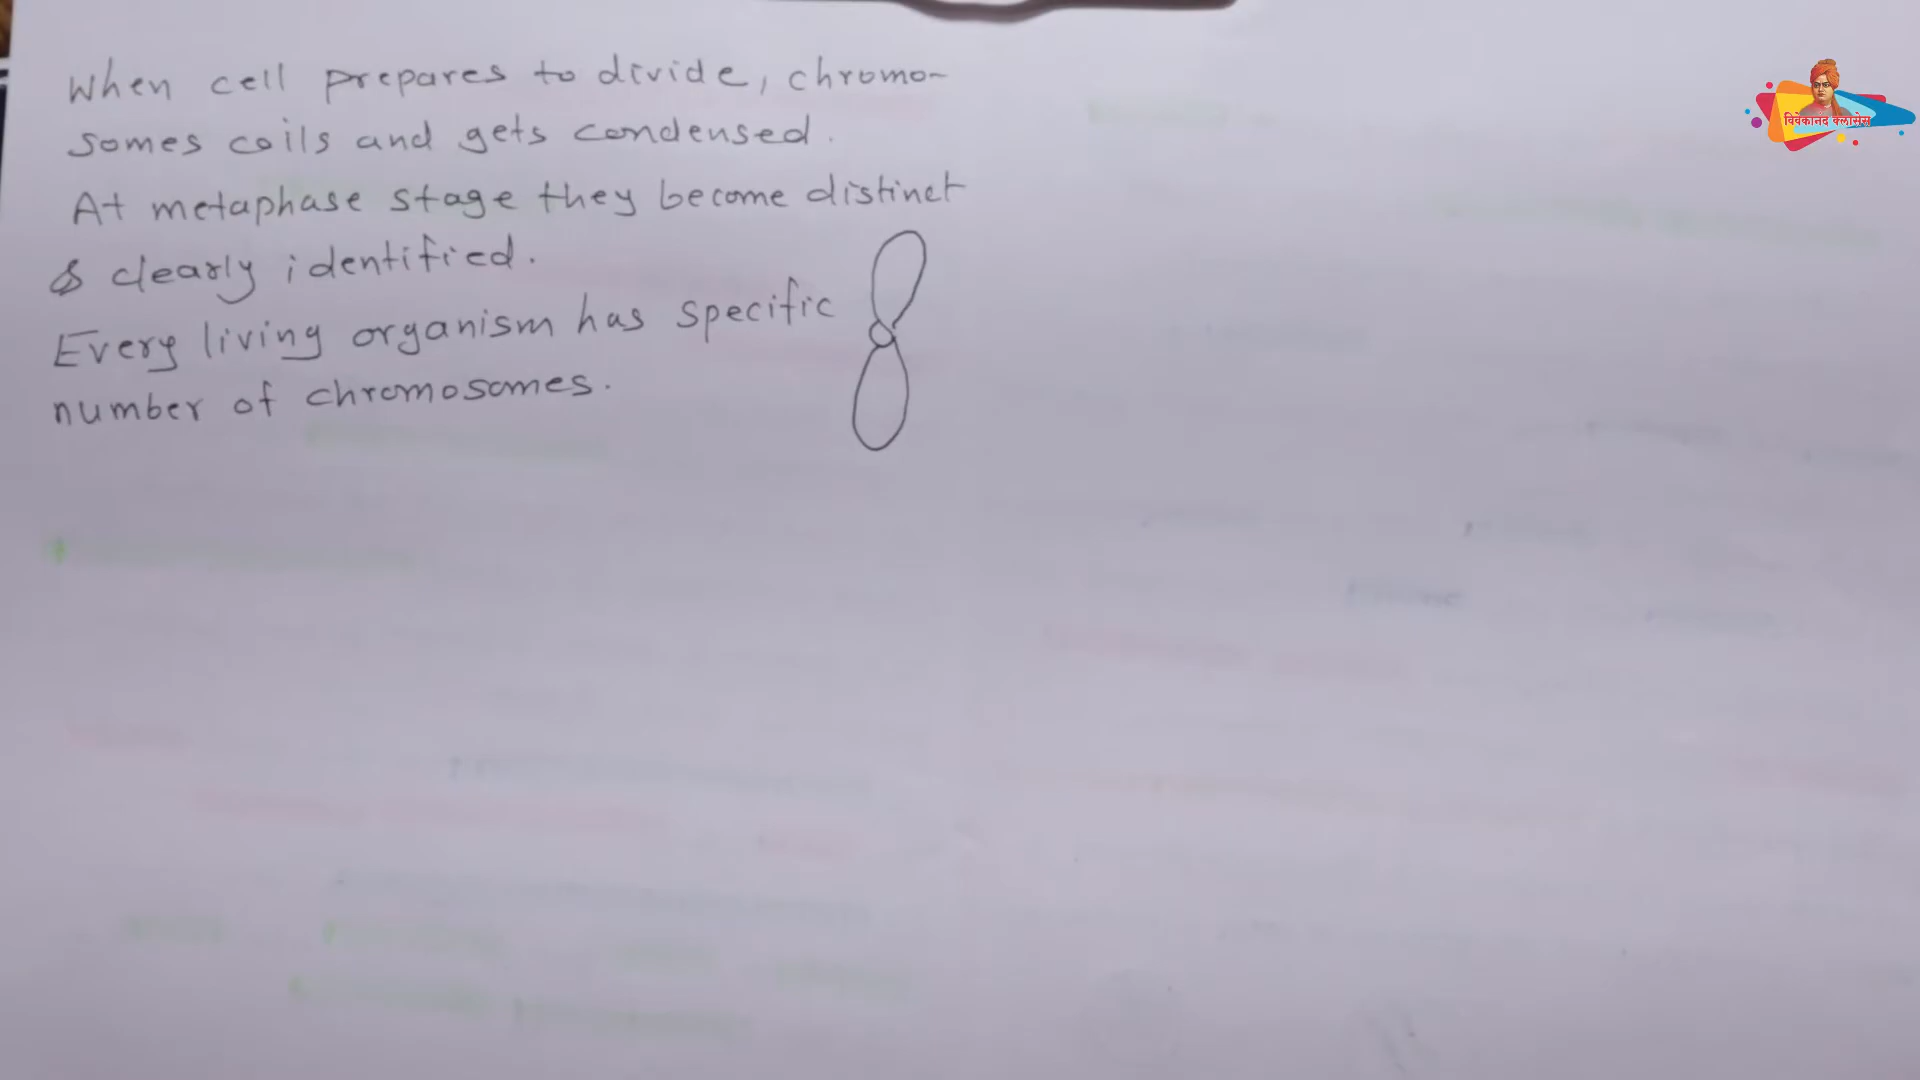 When cell prepares to divide, chromo-
somes coils and gets condensed.
At metaphase stage they become distinct
& clearly identified.
Every living organism has specific
number of chromosomes.
विवेकानंद क्लासेस